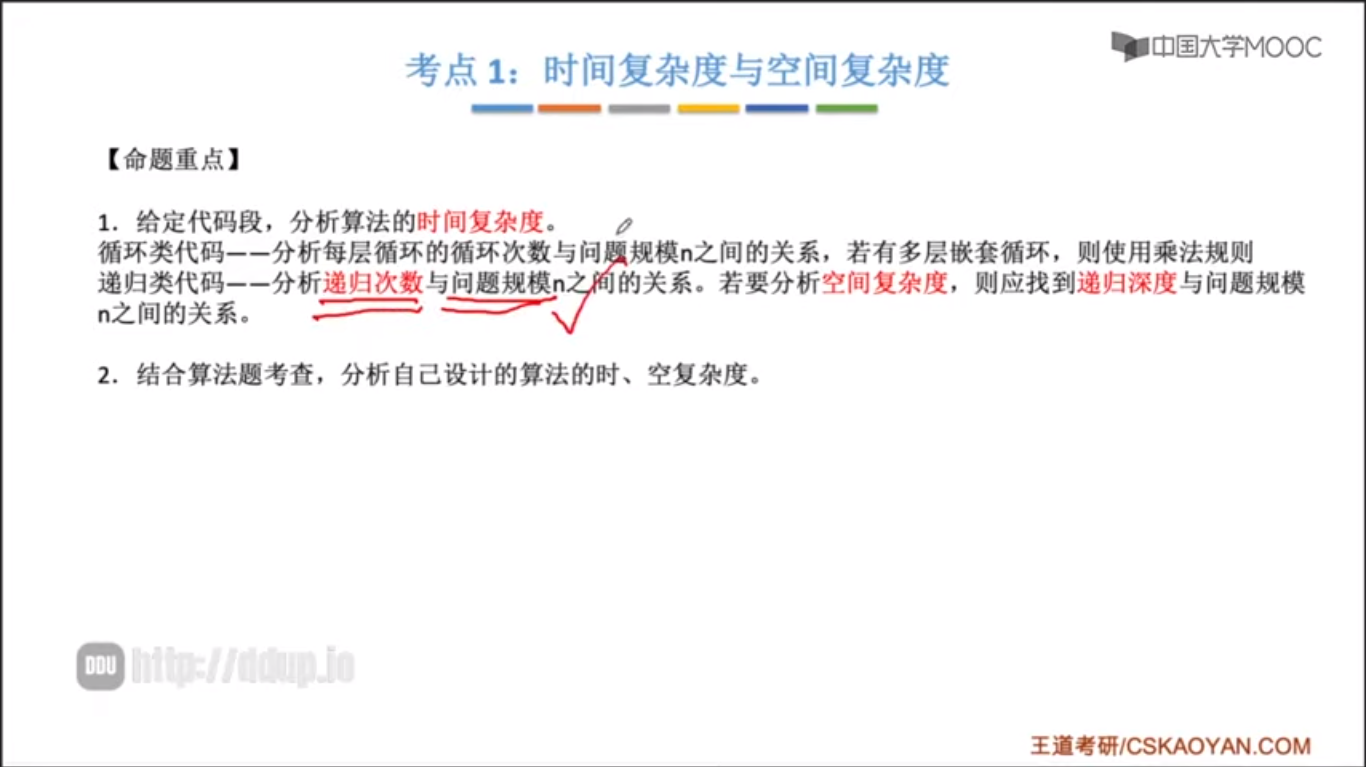 中国大学MOOC
考点 1：时间复杂度与空间复杂度
【命题重点】
1．给定代码段，分析算法的时间复杂度。
循环类代码——分析每层循环的循环次数与问题规模n之间的关系，若有多层嵌套循环，则使用乘法规则
递归类代码——分析递归次数与问题规模n之间的关系。若要分析空间复杂度，则应找到递归深度与问题规模
n之间的关系。
2．结合算法题考查，分析自己设计的算法的时、空复杂度。
DDU http://ddup.io
王道考研/CSKAOYAN.COM